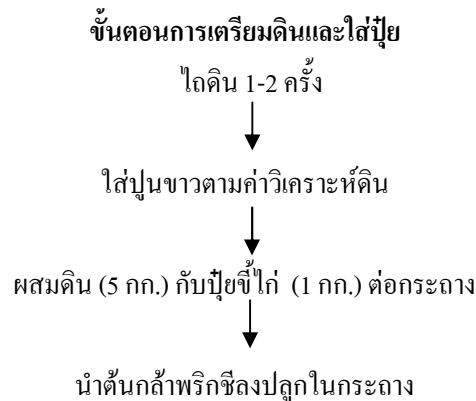 ขั้นตอนการเตรียมดินและใส่ปุ๋ย
ไถดิน 1-2 ครั้ง
ใส่ปูนขาวตามค่าวิเคราะห์ดิน
ผสมดิน (5 กก.) กับปุ๋ยขี้ไก่ (1 กก.) ต่อกระถาง
นำต้นกล้าพริกชีลงปลูกในกระถาง